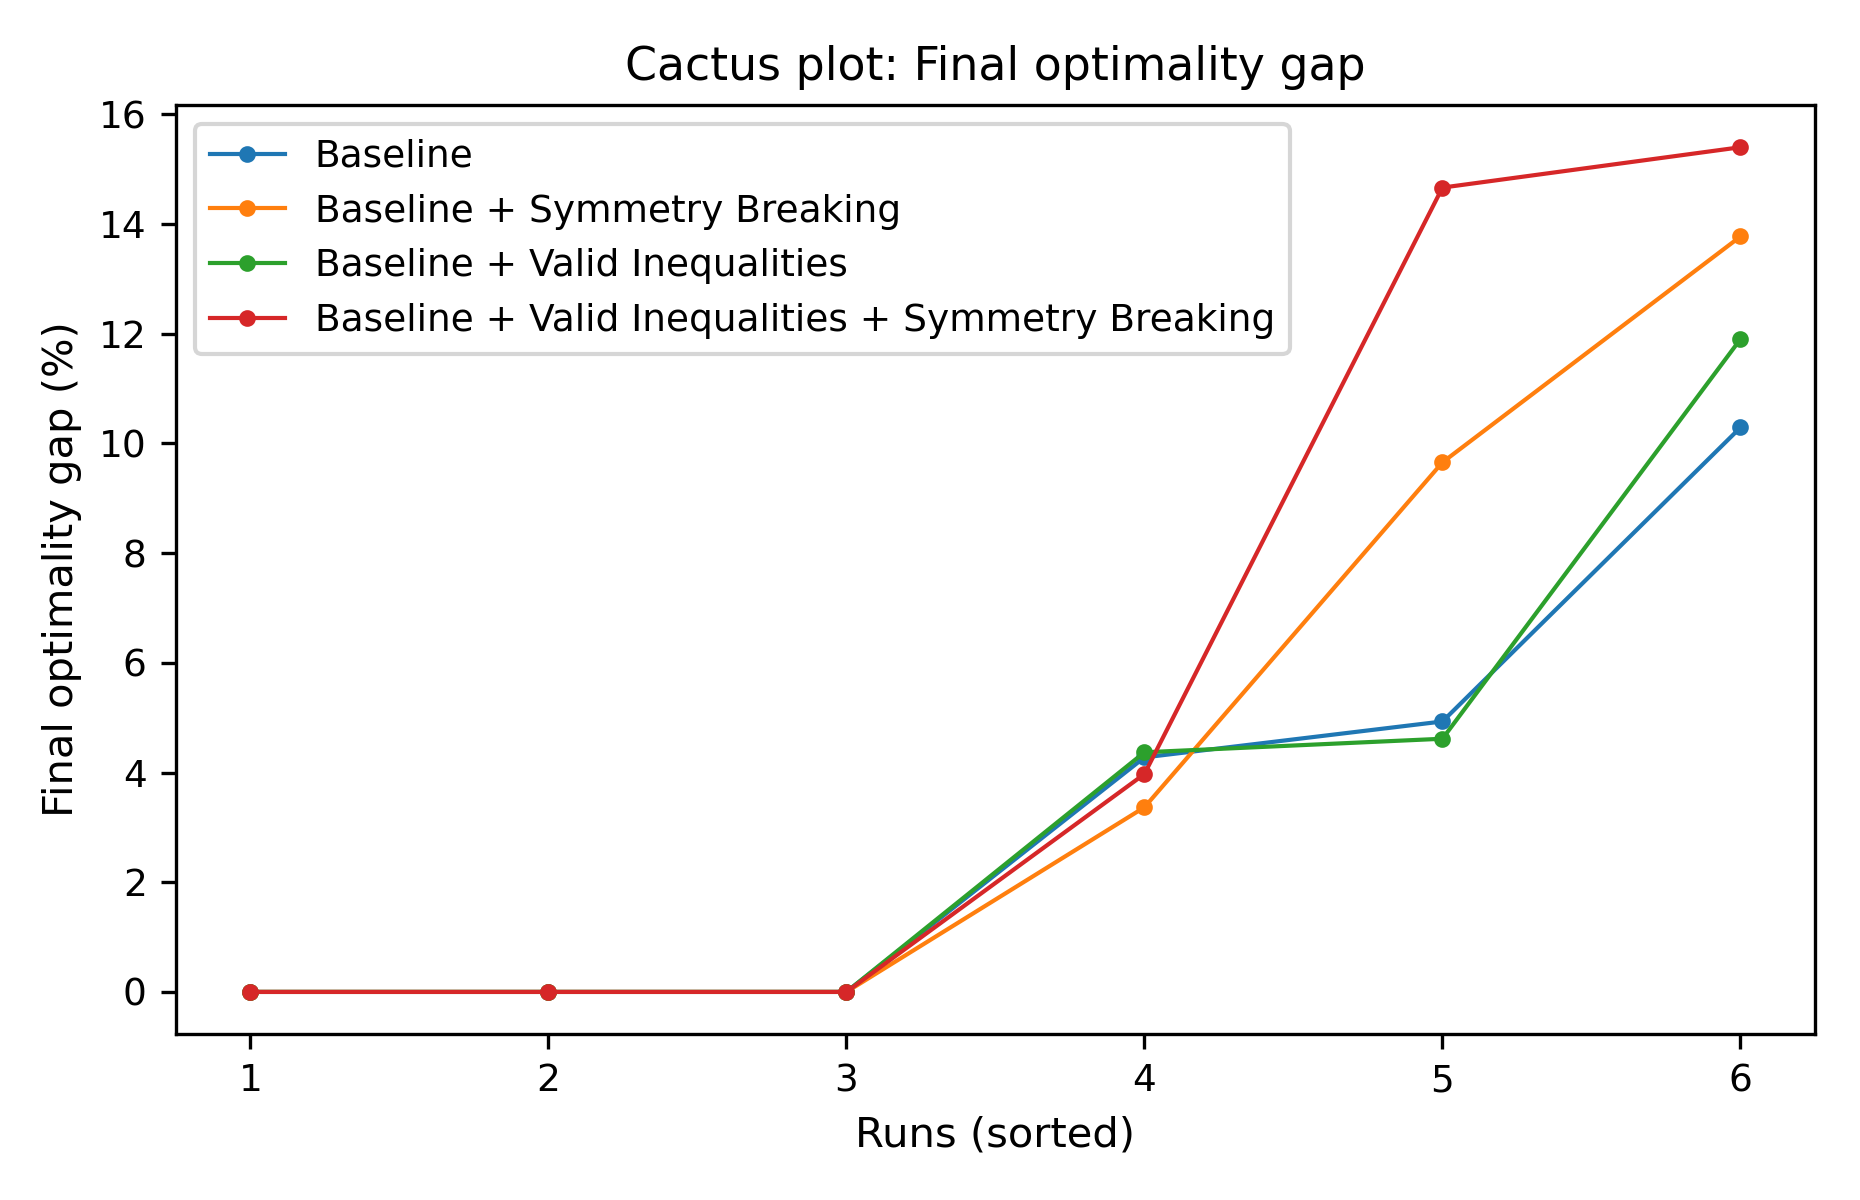 Cactus plot: Final optimality gap
16
14
12
10
8
6
4
2
0
Final optimality gap (%)
Baseline
Baseline + Symmetry Breaking
Baseline + Valid Inequalities
Baseline + Valid Inequalities + Symmetry Breaking
1 2 3 4 5 6
Runs (sorted)